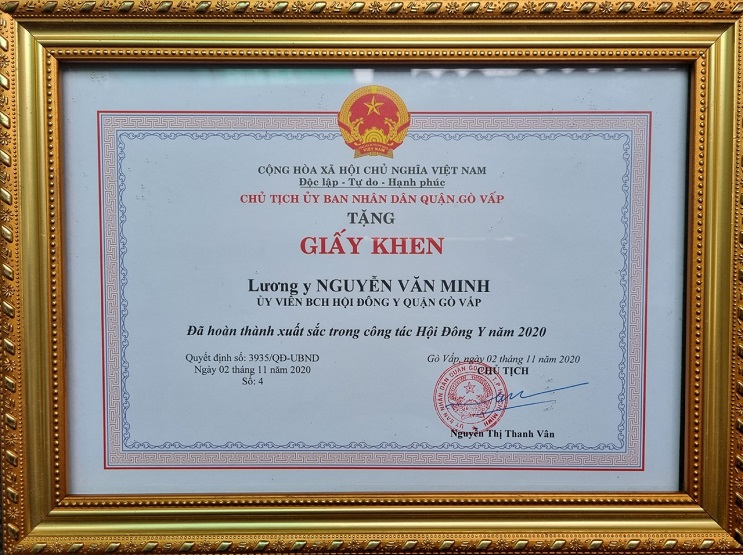 CỘNG HÒA XÃ HỘI CHỦ NGHĨA VIỆT NAM
Độc lập - Tự do - Hạnh phúc
CHỦ TỊCH ỦY BAN NHÂN DÂN QUẬN GÒ VẤP
TẶNG
GIẤY KHEN
Lương y NGUYỄN VĂN MINH
ỦY VIÊN BCH HỘI ĐÔNG Y QUẬN GÒ VẤP
Đã hoàn thành xuất sắc trong công tác Hội Đông Y năm 2020
Quyết định số: 3935/QĐ-UBND
Ngày 02 tháng 11 năm 2020
Số: 4
Gò Vấp, ngày 02 tháng 11 năm 2020
CHỦ TỊCH
Nguyễn Thị Thanh Vân